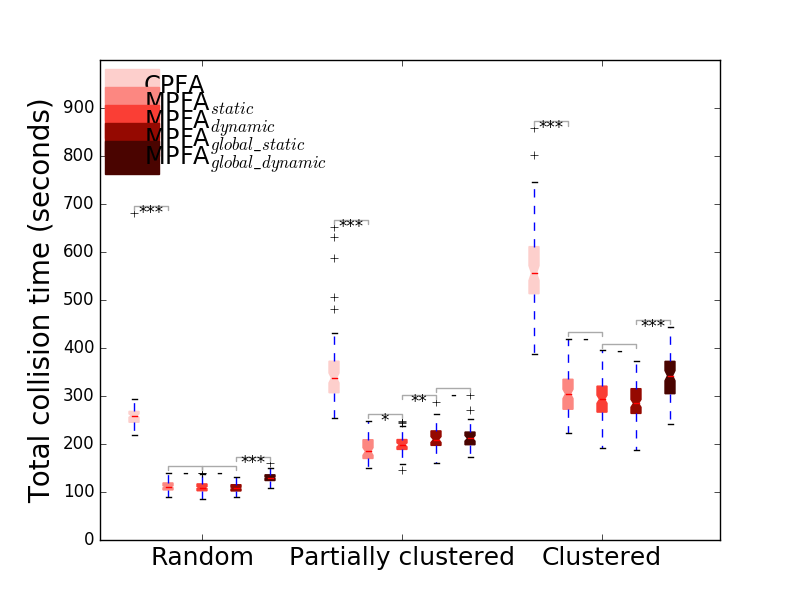 Total collision time (seconds)
900
800
700
600
500
400
300
200
100
0
CPFA
MPFA static
MPFA dynamic
MPFA global_static
MPFA global_dynamic
***
***
***
***
*
**
-
-
-
***
-
-
***
Random
Partially clustered
Clustered